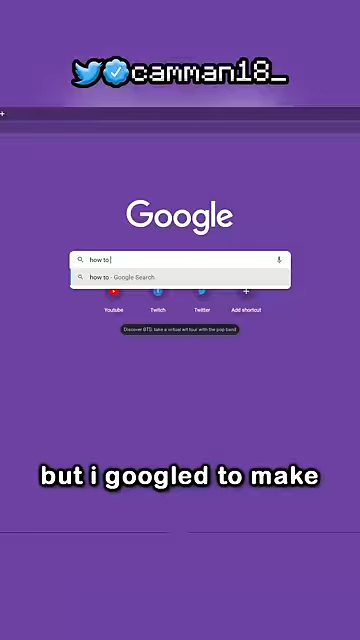 camman18_
Google
how to
how to - Google Search
Youtube
Twitch
Twitter
Add shortcut
Discover BTS, take a virtual art tour with the pop band
but i googled to make